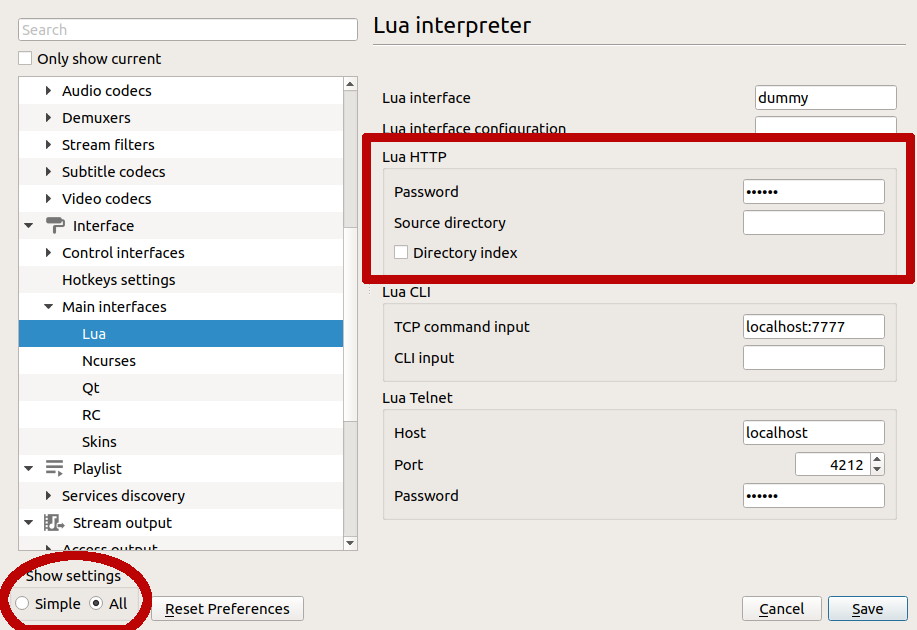 Search
Only show current
Audio codecs
Demuxers
Stream filters
Subtitle codecs
Video codecs
Interface
Control interfaces
Hotkeys settings
Main interfaces
Lua
Ncurses
Qt
RC
Skins
Playlist
Services discovery
Stream output
Access output
Show settings
Simple All
Reset Preferences
Lua interpreter
Lua interface dummy
Lua interface configuration
Lua HTTP
Password ••••••
Source directory
Directory index
Lua CLI
TCP command input localhost:7777
CLI input
Lua Telnet
Host localhost
Port 4212
Password ••••••
Cancel Save